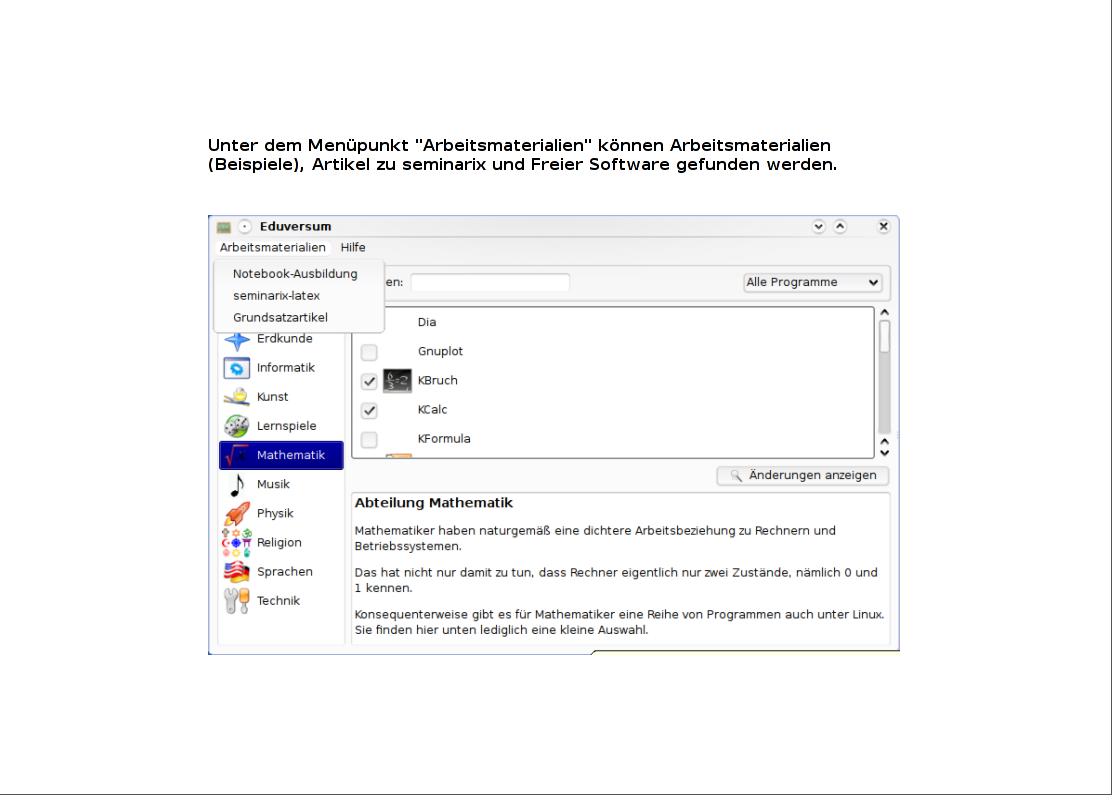 Unter dem Menüpunkt "Arbeitsmaterialien" können Arbeitsmaterialien
(Beispiele), Artikel zu seminarix und Freier Software gefunden werden.
Eduversum
Arbeitsmaterialien Hilfe
Notebook-Ausbildung
seminarix-latex
Grundsatzartikel
en:
Alle Programme
Erdkunde
Informatik
Kunst
Lernspiele
Mathematik
Musik
Physik
Religion
Sprachen
Technik
Dia
Gnuplot
KBruch
KCalc
KFormula
Änderungen anzeigen
Abteilung Mathematik
Mathematiker haben naturgemäß eine dichtere Arbeitsbeziehung zu Rechnern und
Betriebssystemen.
Das hat nicht nur damit zu tun, dass Rechner eigentlich nur zwei Zustände, nämlich 0 und
1 kennen.
Konsequenterweise gibt es für Mathematiker eine Reihe von Programmen auch unter Linux.
Sie finden hier unten lediglich eine kleine Auswahl.